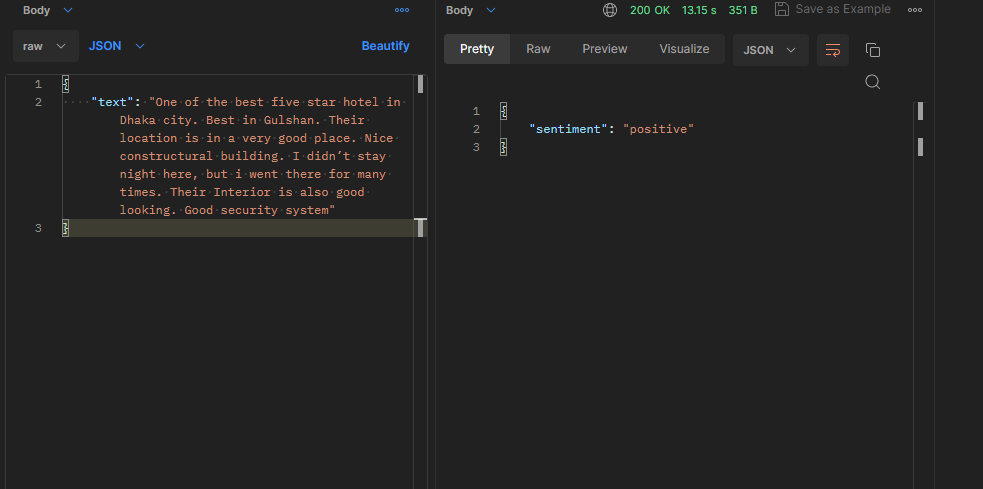 Body
raw JSON Beautify
1 {
2 "text": "One of the best five star hotel in
Dhaka city. Best in Gulshan. Their
location is in a very good place. Nice
constructural building. I didn’t stay
night here, but i went there for many
times. Their Interior is also good
looking. Good security system"
3 }
Body 200 OK 13.15 s 351 B Save as Example
Pretty Raw Preview Visualize JSON
1 {
2 "sentiment": "positive"
3 }